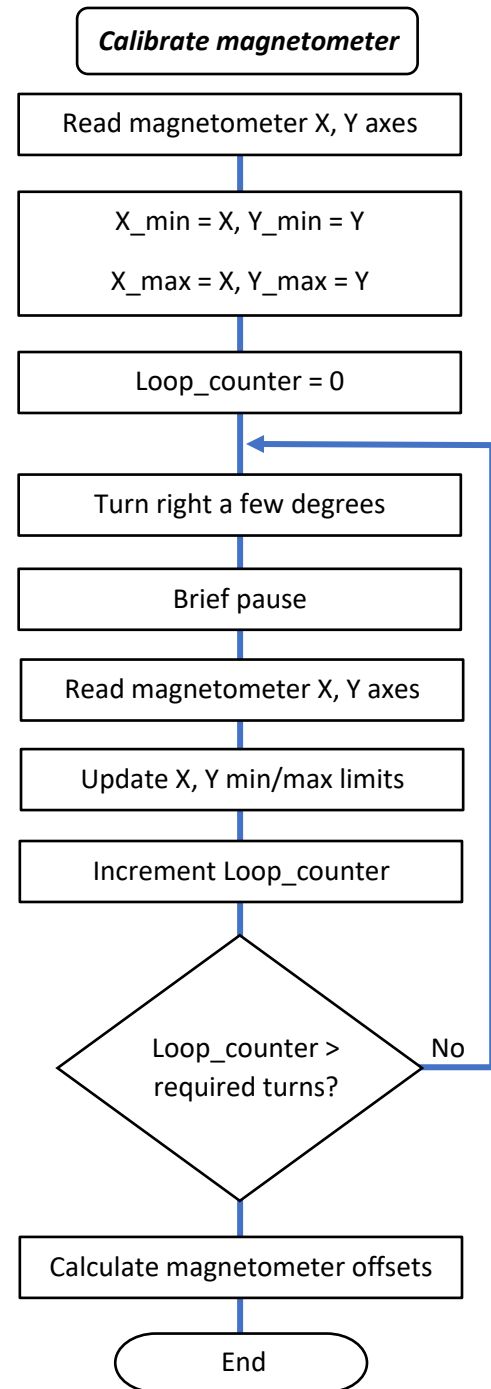 Calibrate magnetometer
Read magnetometer X, Y axes
X_min = X, Y_min = Y
X_max = X, Y_max = Y
Loop_counter = 0
Turn right a few degrees
Brief pause
Read magnetometer X, Y axes
Update X, Y min/max limits
Increment Loop_counter
Loop_counter >
required turns?
No
Calculate magnetometer offsets
End